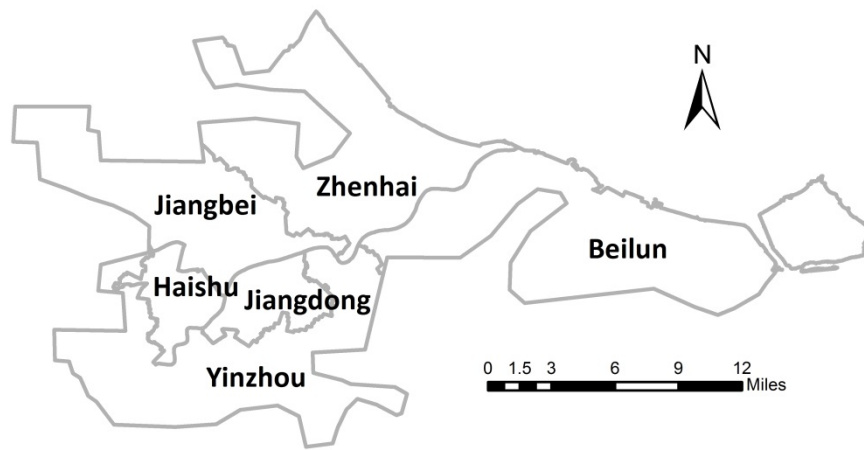 N
Zhenhai
Jiangbei
Beilun
Haishu
Jiangdong
Yinzhou
0 1.5 3 6 9 12
Miles